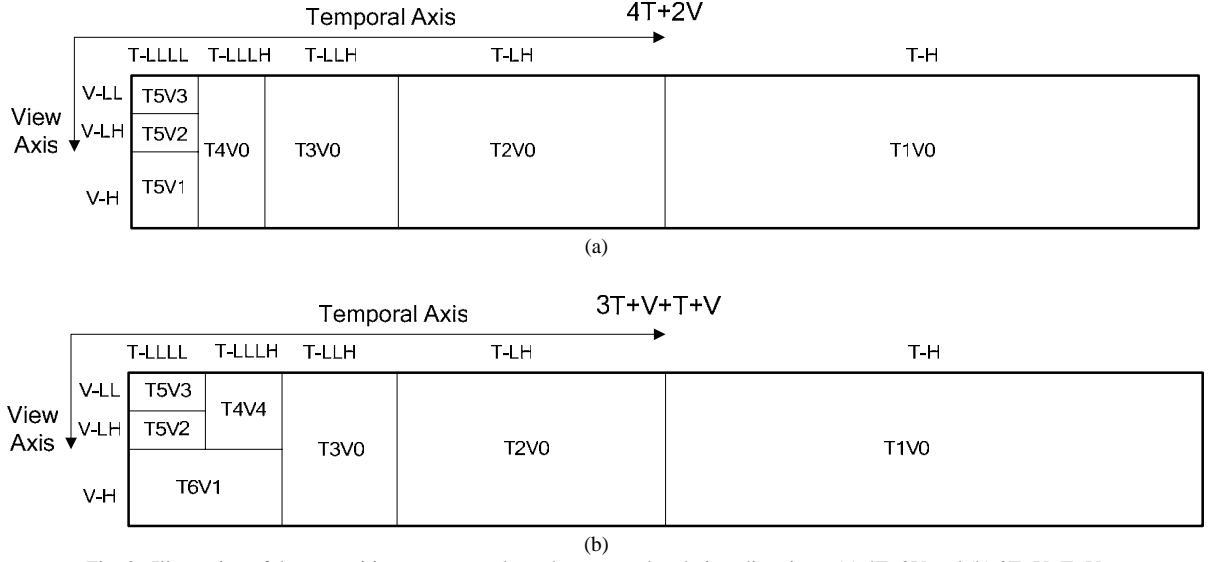 Temporal Axis
4T+2V
T-LLLL T-LLLH T-LLH T-LH T-H
View
Axis
V-LL
V-LH
V-H
T5V3
T5V2
T5V1
T4V0
T3V0
T2V0
T1V0
(a)
Temporal Axis
3T+V+T+V
T-LLLL T-LLLH T-LLH T-LH T-H
View
Axis
V-LL
V-LH
V-H
T5V3
T5V2
T4V4
T6V1
T3V0
T2V0
T1V0
(b)